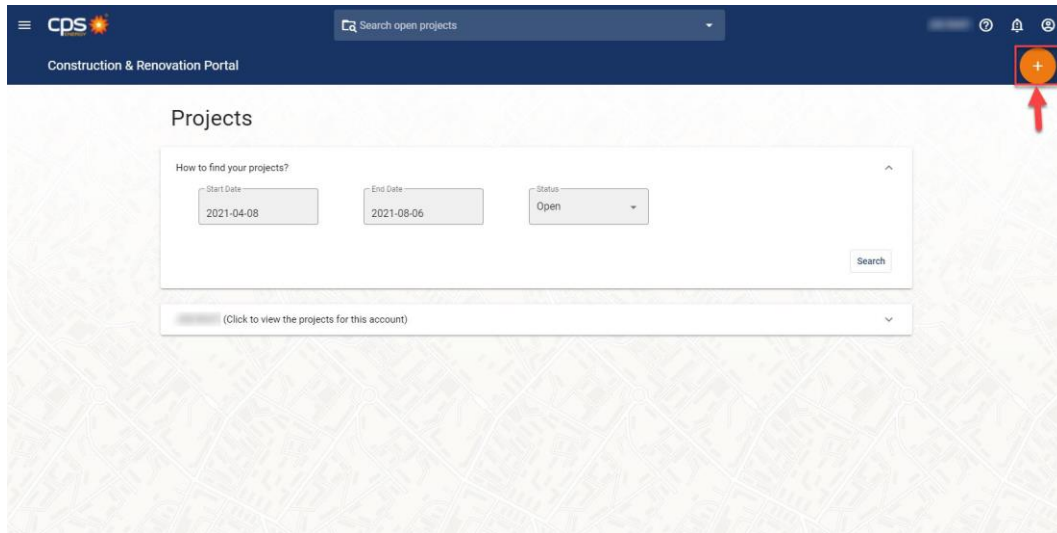 cps
ENERGY
Search open projects
Construction & Renovation Portal
+
Projects
How to find your projects?
Start Date
2021-04-08
End Date
2021-08-06
Status
Open
Search
(Click to view the projects for this account)